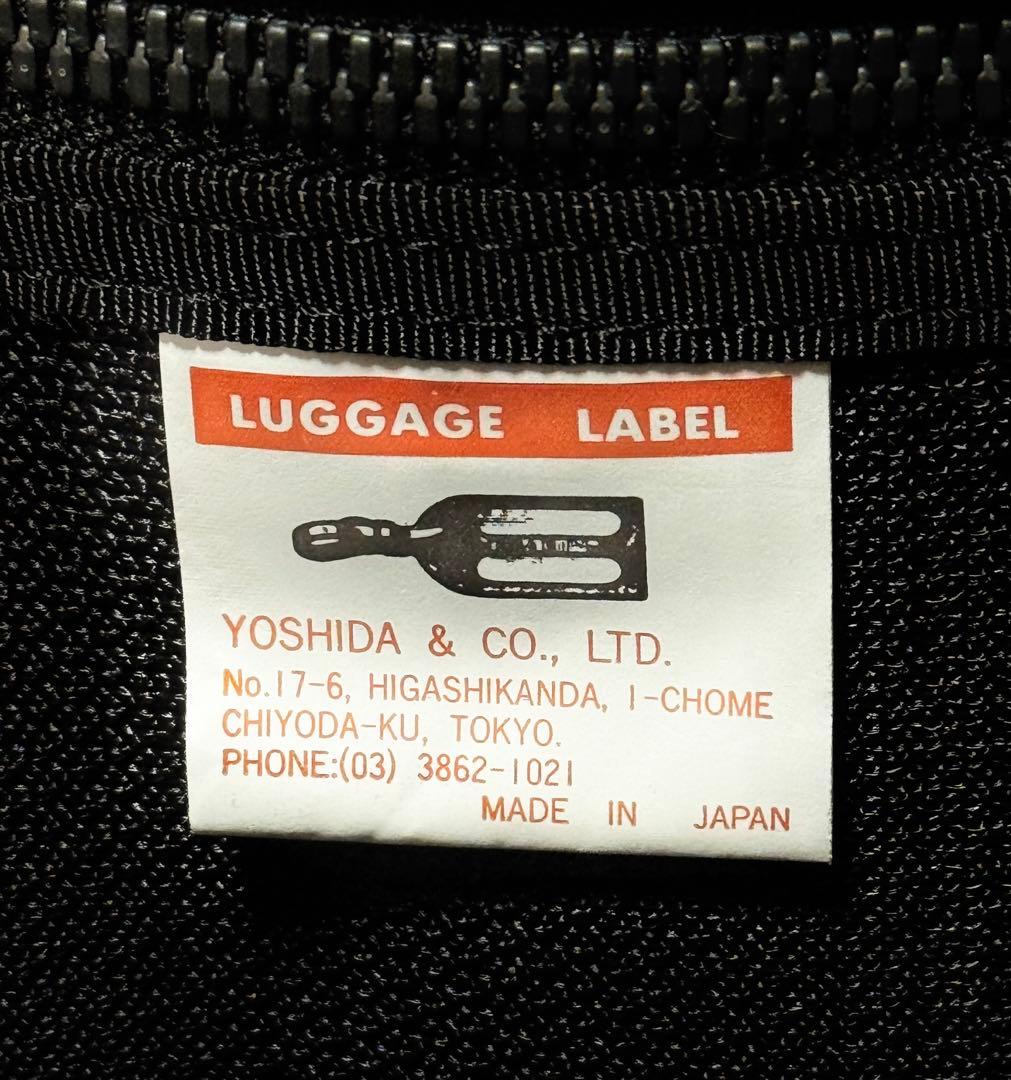 LUGGAGE LABEL
YOSHIDA & CO., LTD.
No.17-6, HIGASHIKANDA, 1-CHOME
CHIYODA-KU, TOKYO.
PHONE:(03) 3862-1021
MADE IN JAPAN